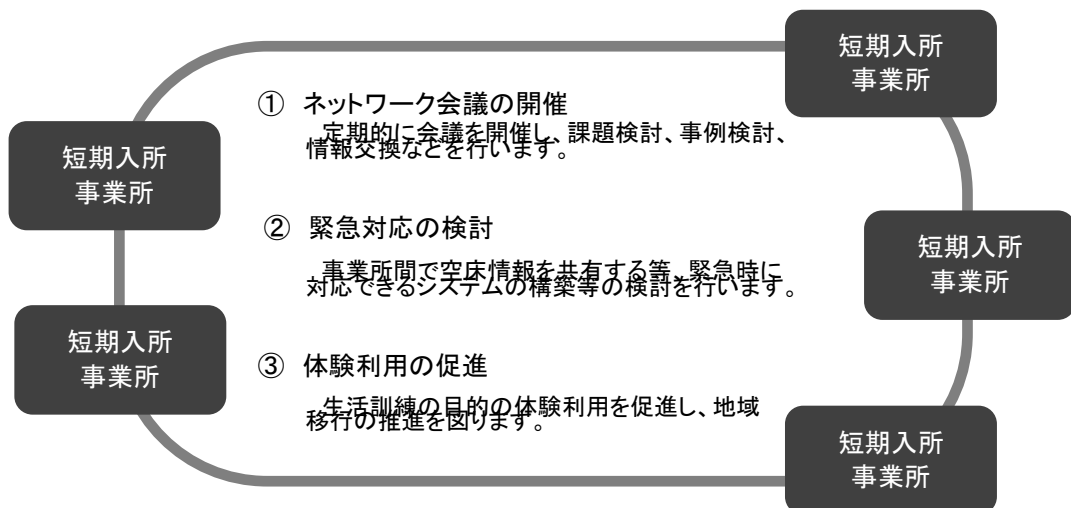 短期入所
事業所
① ネットワーク会議の開催
定期的に会議を開催し、課題検討、事例検討、
情報交換などを行います。
短期入所
事業所
② 緊急対応の検討
事業所間で空床情報を共有する等、緊急時に
対応できるシステムの構築等の検討を行います。
短期入所
事業所
短期入所
事業所
③ 体験利用の促進
生活訓練の目的の体験利用を促進し、地域
移行の推進を図ります。
短期入所
事業所